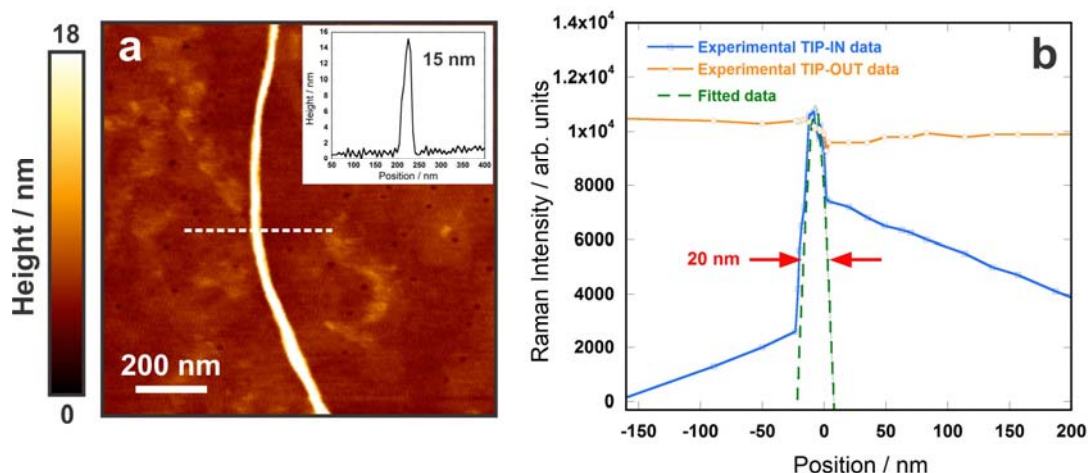 18
Height / nm
0
a
200 nm
Height / nm
16
14
12
10
8
6
4
2
0
15 nm
50 100 150 200 250 300 350 400
Position / nm
b
Raman Intensity / arb. units
1.4x10⁴
1.2x10⁴
1x10⁴
8000
6000
4000
2000
0
Experimental TIP-IN data
Experimental TIP-OUT data
Fitted data
20 nm
-150 -100 -50 0 50 100 150 200
Position / nm